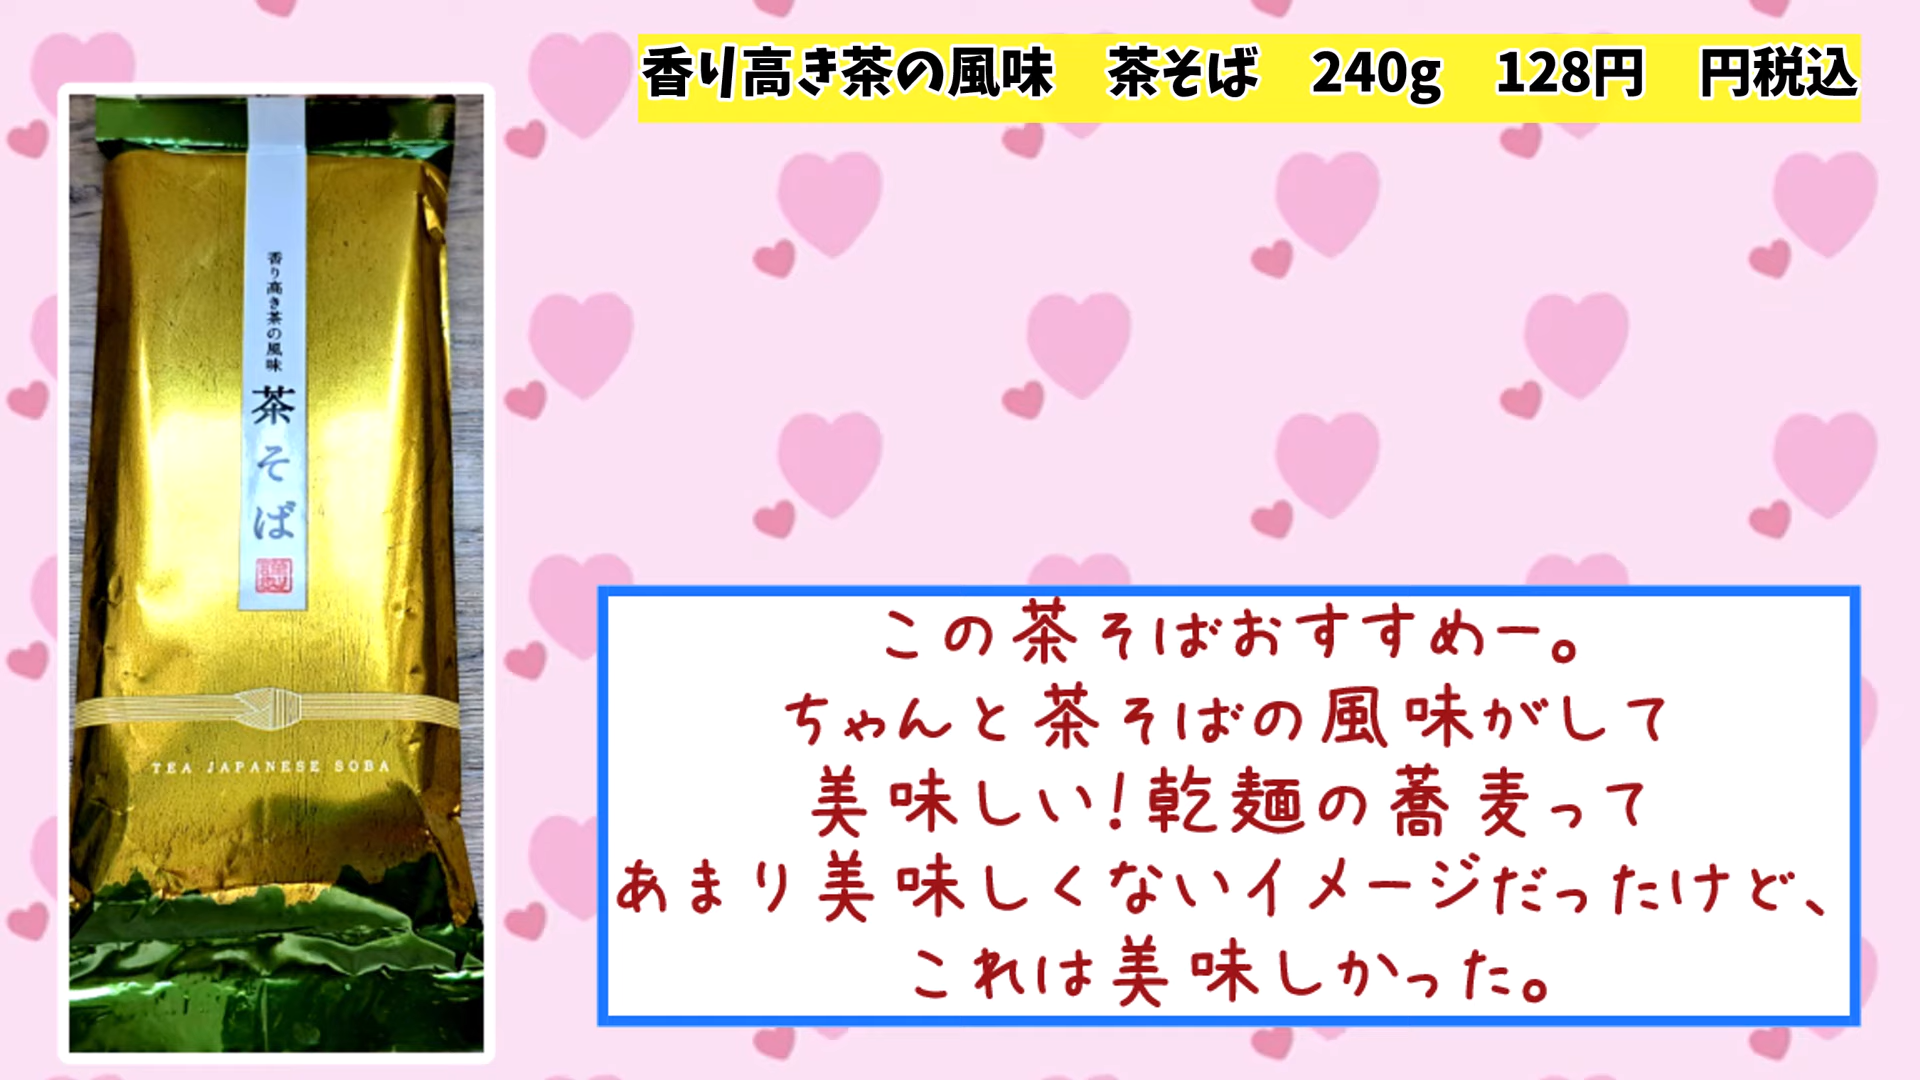 香り高き茶の風味　茶そば　240g　128円　円税込
香り高き茶の風味
茶そば
TEA JAPANESE SOBA
この茶そばおすすめー。
ちゃんと茶そばの風味がして
美味しい!乾麺の蕎麦って
あまり美味しくないイメージだったけど、
これは美味しかった。